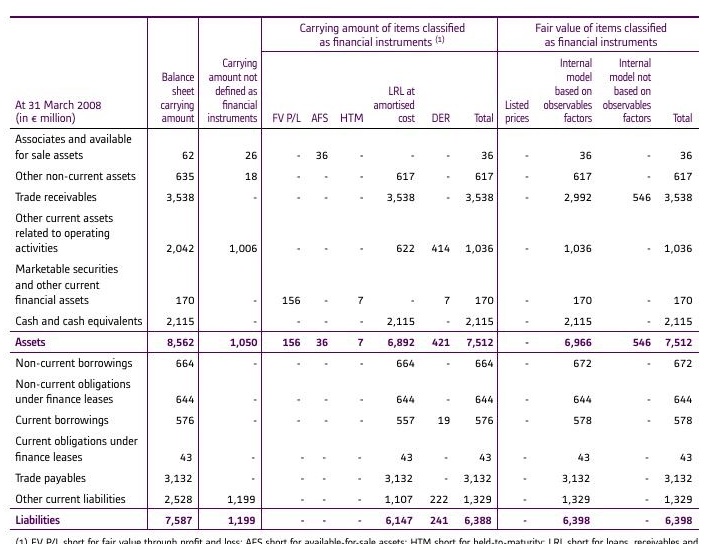 Carrying amount of items classified
as financial instruments (1)
Fair value of items classified
as financial instruments
At 31 March 2008
(in € million)
Balance
sheet
carrying
amount
Carrying
amount not
defined as
financial
instruments
FV P/L AFS HTM
LRL at
amortised
cost
DER Total
Listed
prices
Internal
model
based on
observables
factors
Internal
model not
based on
observables
factors
Total
Associates and available
for sale assets 62 26 - 36 - - - 36 - 36 - 36
Other non-current assets 635 18 - - - 617 - 617 - 617 - 617
Trade receivables 3,538 - - - - 3,538 - 3,538 - 2,992 546 3,538
Other current assets
related to operating
activities 2,042 1,006 - - - 622 414 1,036 - 1,036 - 1,036
Marketable securities
and other current
financial assets 170 - 156 - 7 - 7 170 - 170 - 170
Cash and cash equivalents 2,115 - - - - 2,115 - 2,115 - 2,115 - 2,115
Assets 8,562 1,050 156 36 7 6,892 421 7,512 - 6,966 546 7,512
Non-current borrowings 664 - - - - 664 - 664 - 672 - 672
Non-current obligations
under finance leases 644 - - - - 644 - 644 - 644 - 644
Current borrowings 576 - - - - 557 19 576 - 578 - 578
Current obligations under
finance leases 43 - - - - 43 - 43 - 43 - 43
Trade payables 3,132 - - - - 3,132 - 3,132 - 3,132 - 3,132
Other current liabilities 2,528 1,199 - - - 1,107 222 1,329 - 1,329 - 1,329
Liabilities 7,587 1,199 - - - 6,147 241 6,388 - 6,398 - 6,398
(1) FV P/L short for fair value through profit and loss; AFS short for available-for-sale assets; HTM short for held-to-maturity; LRL short for loans, receivables and